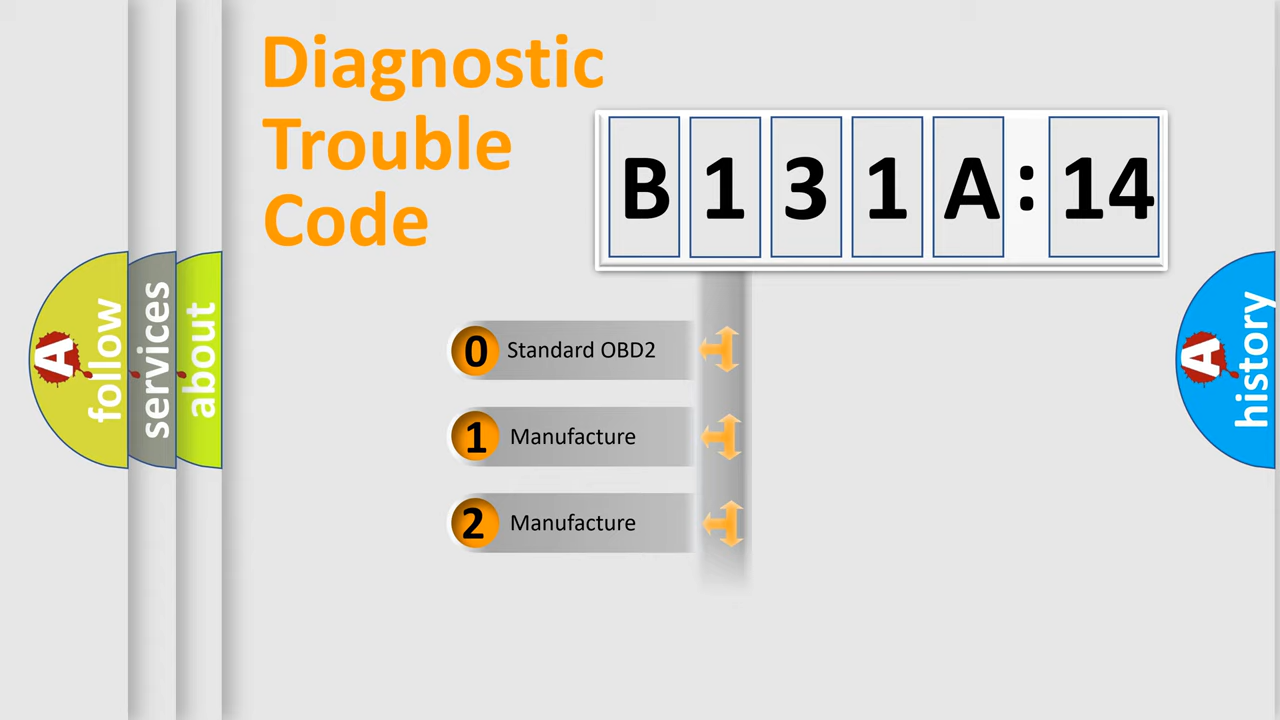 Diagnostic
Trouble
Code
B 1 3 1 A : 14
0 Standard OBD2
1 Manufacture
2 Manufacture
A follow
services
about
A history